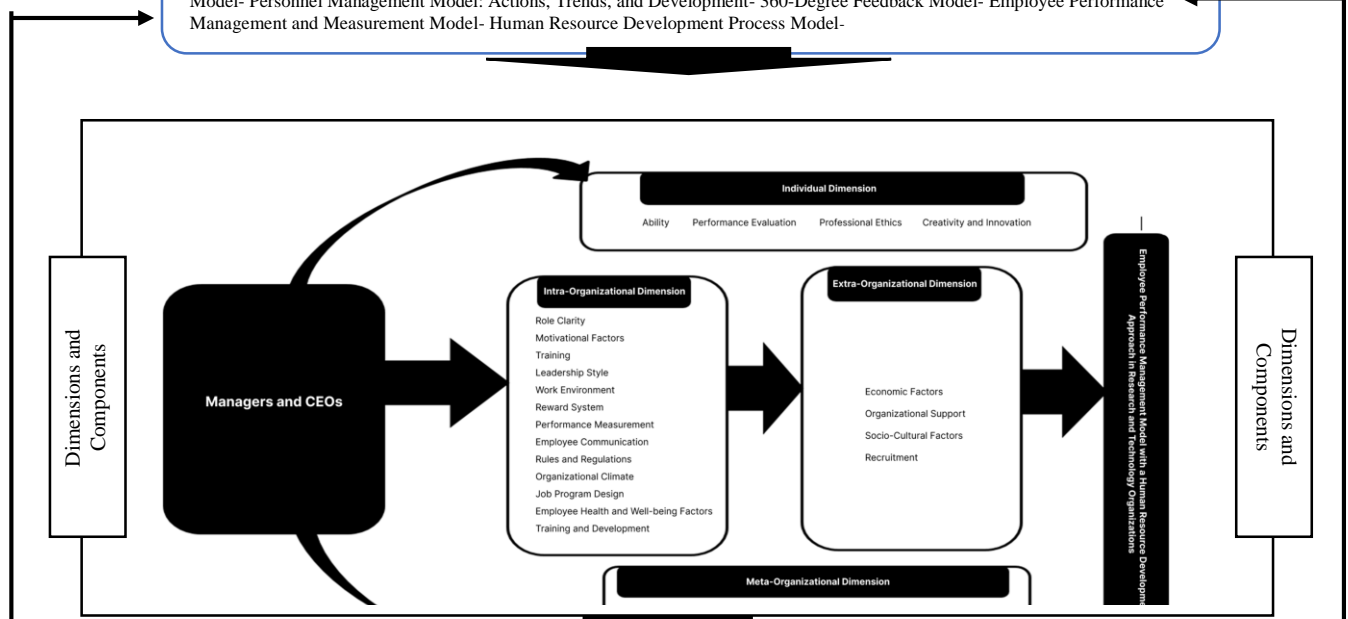 Model- Personnel Management Model: Actions, Trends, and Development- 360-Degree Feedback Model- Employee Performance
Management and Measurement Model- Human Resource Development Process Model-
Dimensions and
Components
Managers and CEOs
Individual Dimension
Ability Performance Evaluation Professional Ethics Creativity and Innovation
Intra-Organizational Dimension
Role Clarity
Motivational Factors
Training
Leadership Style
Work Environment
Reward System
Performance Measurement
Employee Communication
Rules and Regulations
Organizational Climate
Job Program Design
Employee Health and Well-being Factors
Training and Development
Extra-Organizational Dimension
Economic Factors
Organizational Support
Socio-Cultural Factors
Recruitment
Meta-Organizational Dimension
Employee Performance Management Model with a Human Resource Developme
Approach in Research and Technology Organizations
Dimensions and
Components